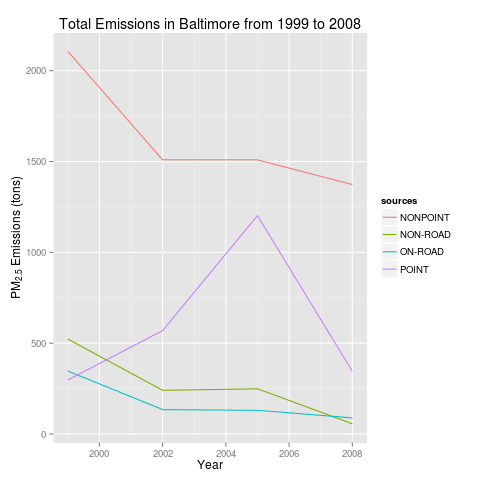 Total Emissions in Baltimore from 1999 to 2008
PM2.5 Emissions (tons)
2000
1500
1000
500
0
2000 2002 2004 2006 2008
Year
sources
NONPOINT
NON-ROAD
ON-ROAD
POINT